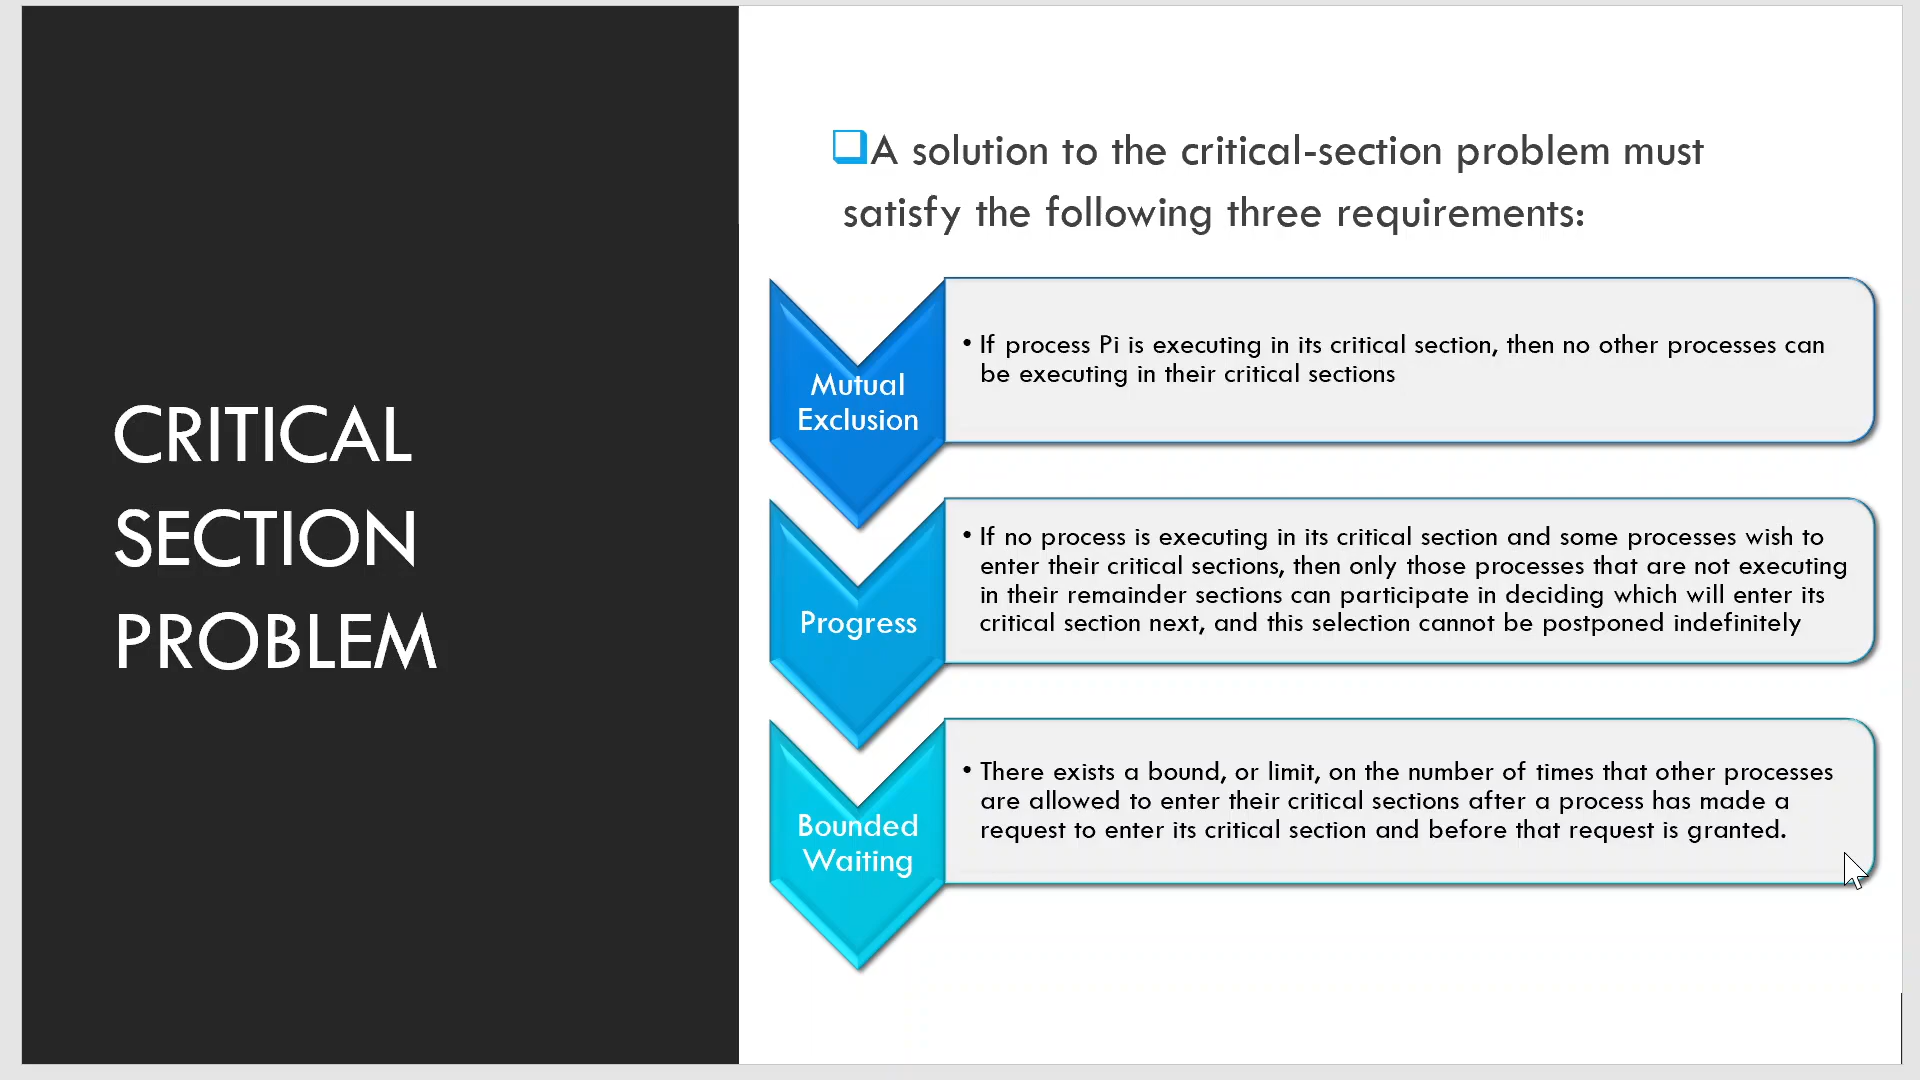 CRITICAL
SECTION
PROBLEM
A solution to the critical-section problem must
satisfy the following three requirements:
Mutual
Exclusion
• If process Pi is executing in its critical section, then no other processes can
be executing in their critical sections
Progress
• If no process is executing in its critical section and some processes wish to
enter their critical sections, then only those processes that are not executing
in their remainder sections can participate in deciding which will enter its
critical section next, and this selection cannot be postponed indefinitely
Bounded
Waiting
• There exists a bound, or limit, on the number of times that other processes
are allowed to enter their critical sections after a process has made a
request to enter its critical section and before that request is granted.